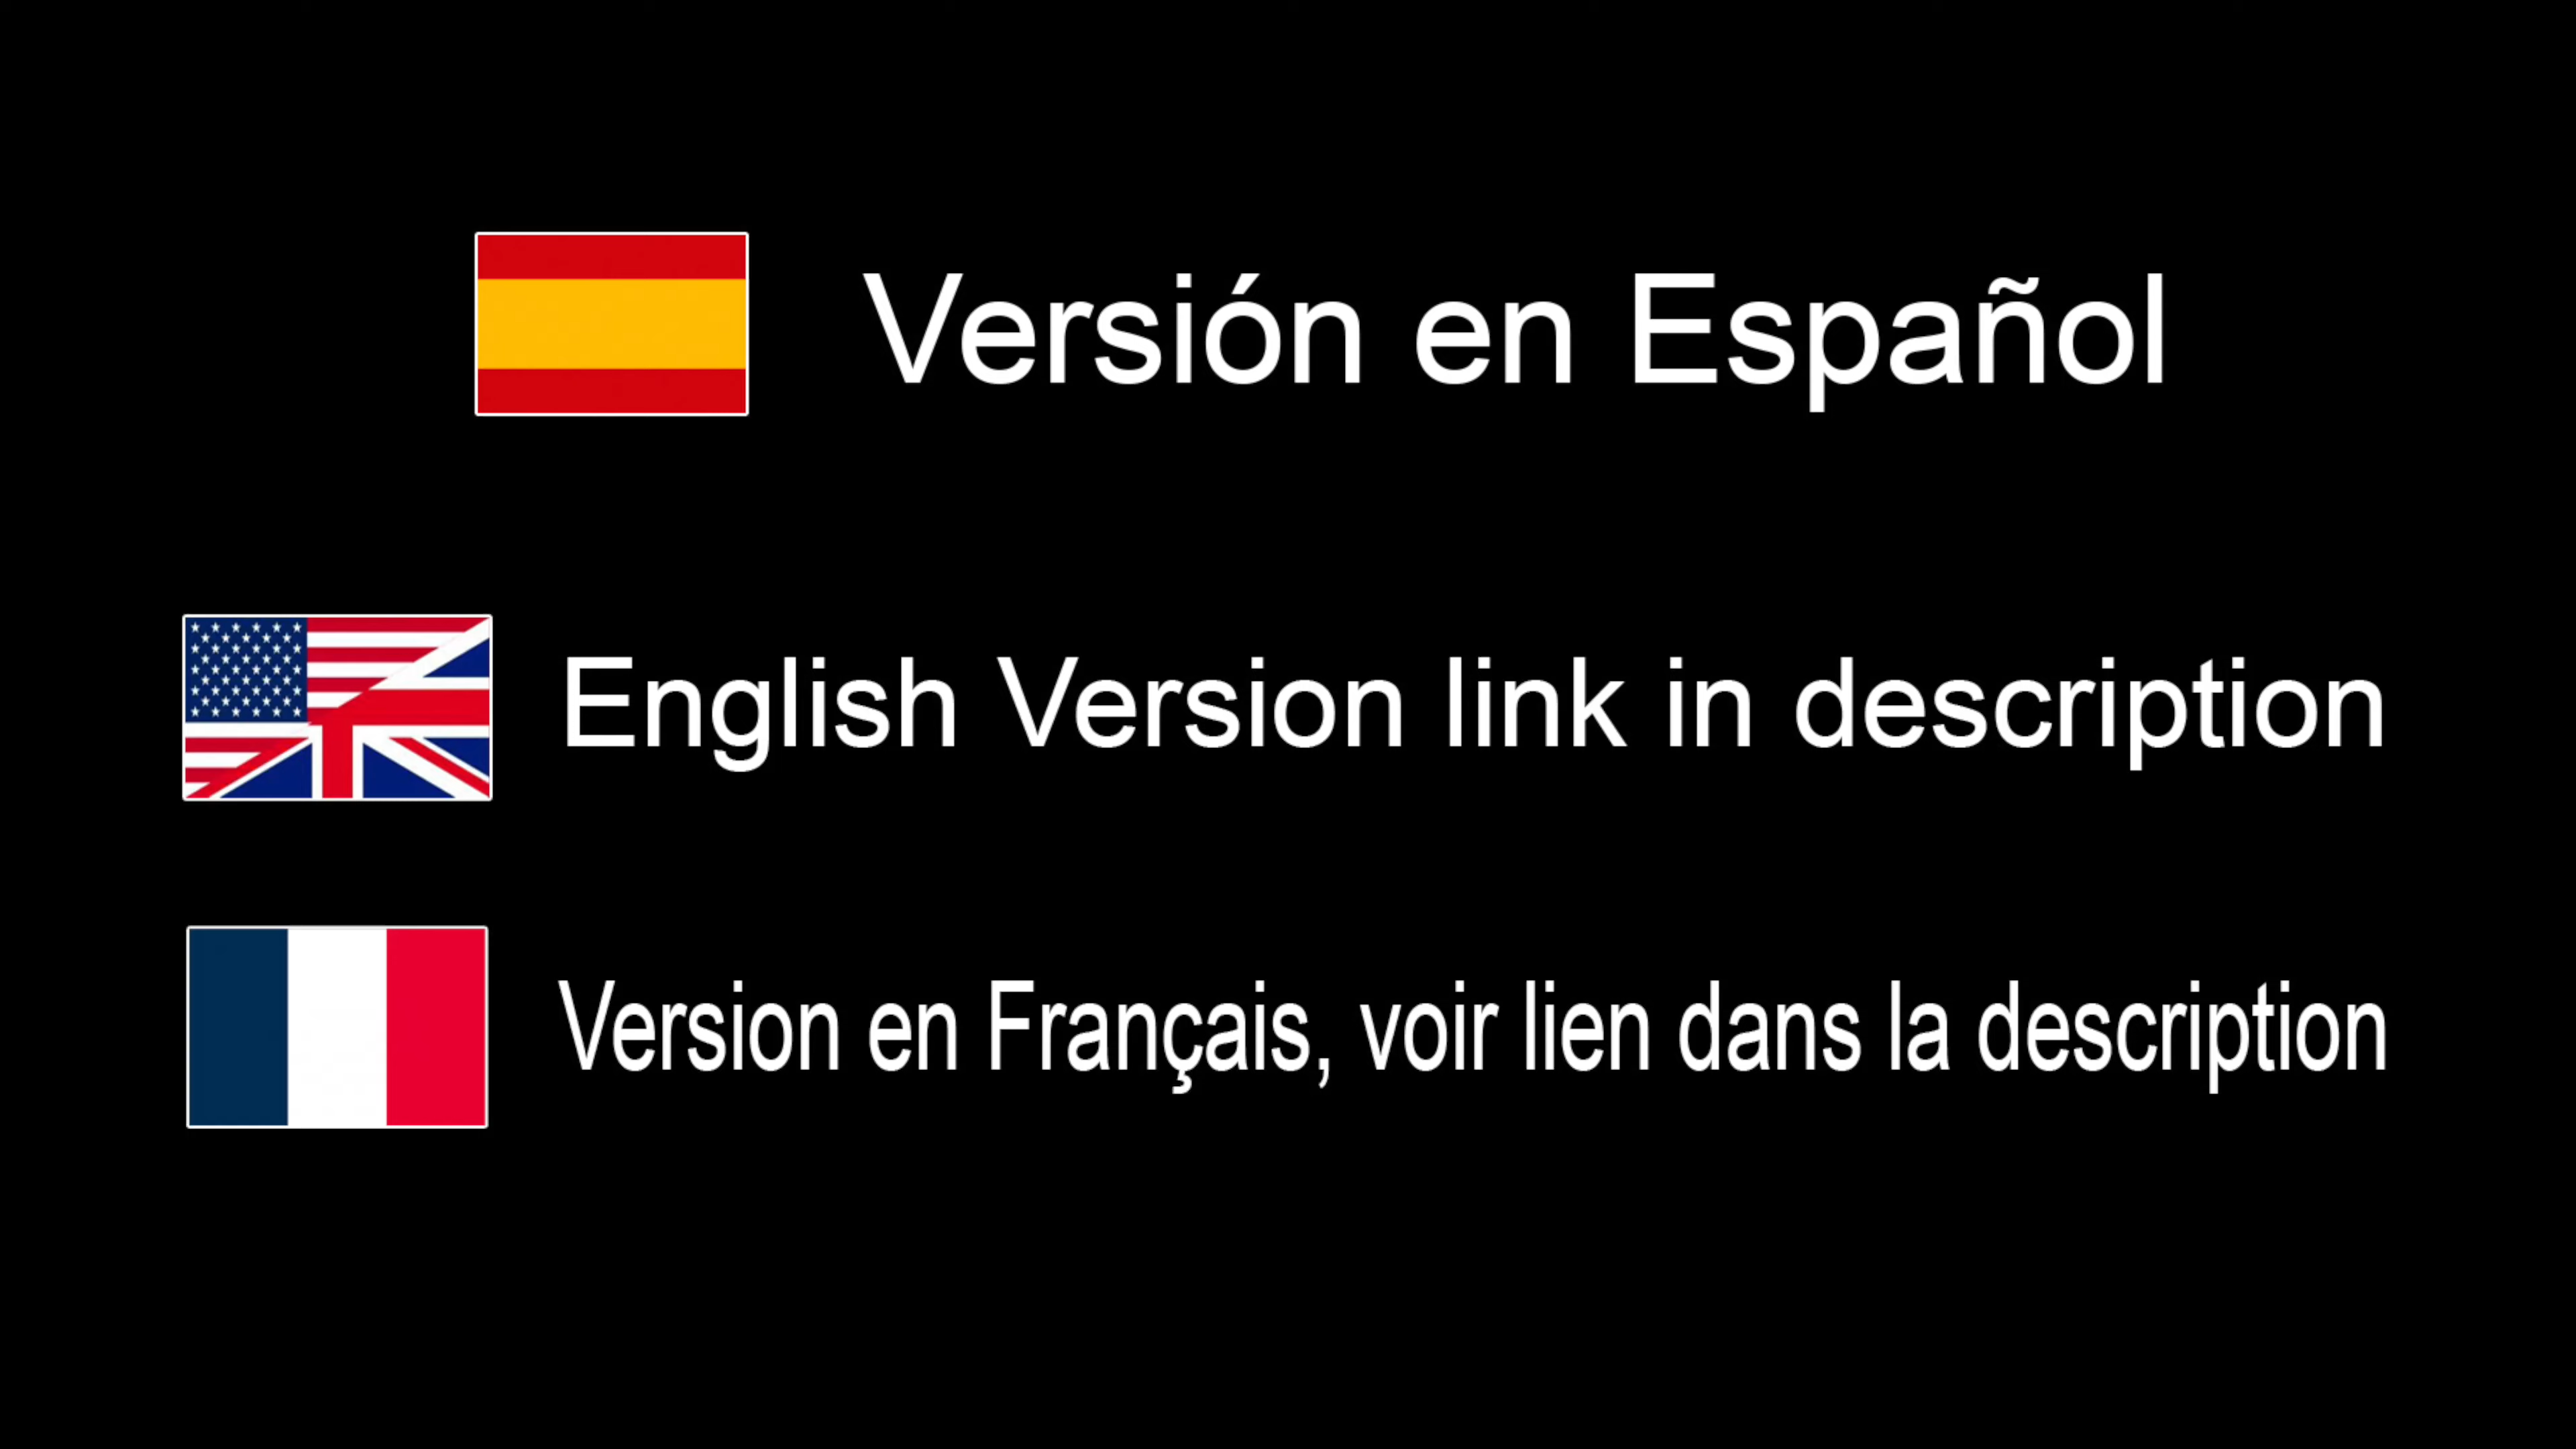 Versión en Español
English Version link in description
Version en Français, voir lien dans la description